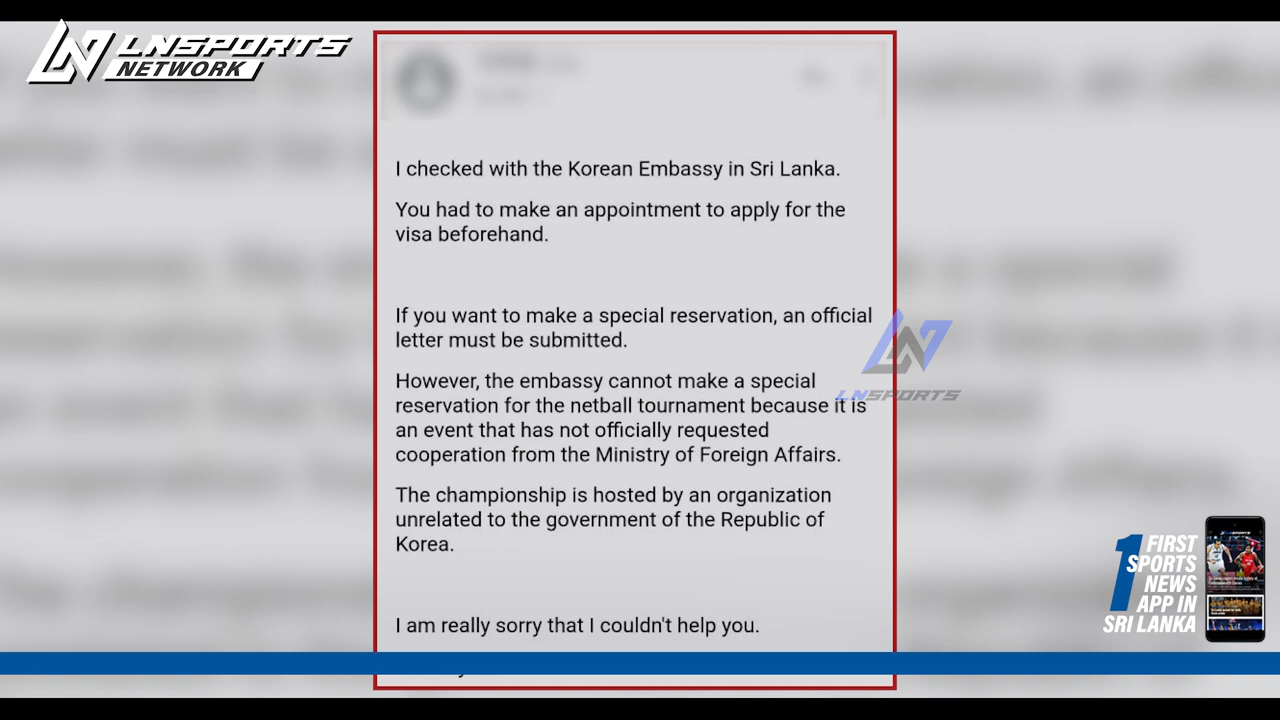 LNSPORTS
NETWORK
I checked with the Korean Embassy in Sri Lanka.
You had to make an appointment to apply for the
visa beforehand.
If you want to make a special reservation, an official
letter must be submitted.
However, the embassy cannot make a special
reservation for the netball tournament because it is
an event that has not officially requested
cooperation from the Ministry of Foreign Affairs.
The championship is hosted by an organization
unrelated to the government of the Republic of
Korea.
I am really sorry that I couldn't help you.
LNSPORTS
1 FIRST
SPORTS
NEWS
APP IN
SRI LANKA